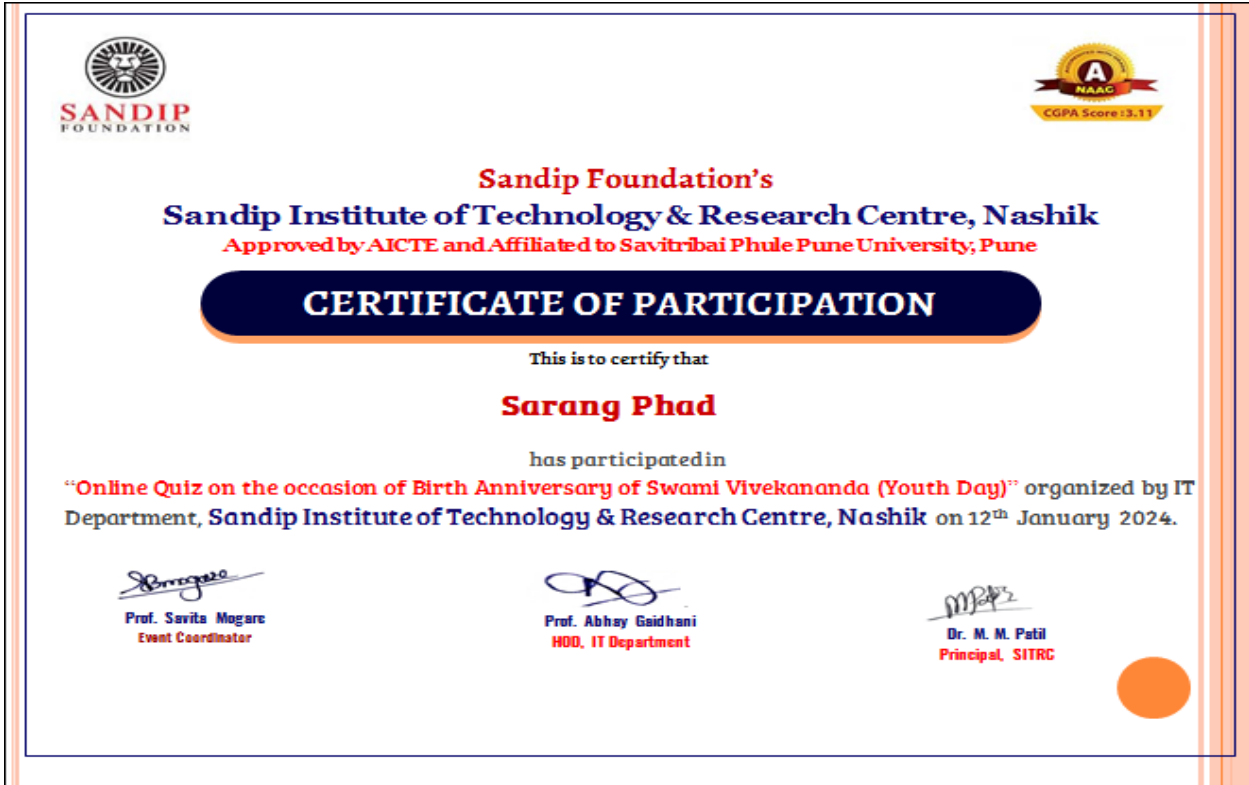 SANDIP
FOUNDATION
A
NAAC
CGPA Score : 3.11
Sandip Foundation's
Sandip Institute of Technology & Research Centre, Nashik
Approved by AICTE and Affiliated to Savitribai Phule Pune University, Pune
CERTIFICATE OF PARTICIPATION
This is to certify that
Sarang Phad
has participated in
“Online Quiz on the occasion of Birth Anniversary of Swami Vivekananda (Youth Day)” organized by IT
Department, Sandip Institute of Technology & Research Centre, Nashik on 12th January 2024.
Prof. Savita Mogare
Event Coordinator
Prof. Abhay Gaidhani
HOD, IT Department
Dr. M. M. Patil
Principal, SITRC